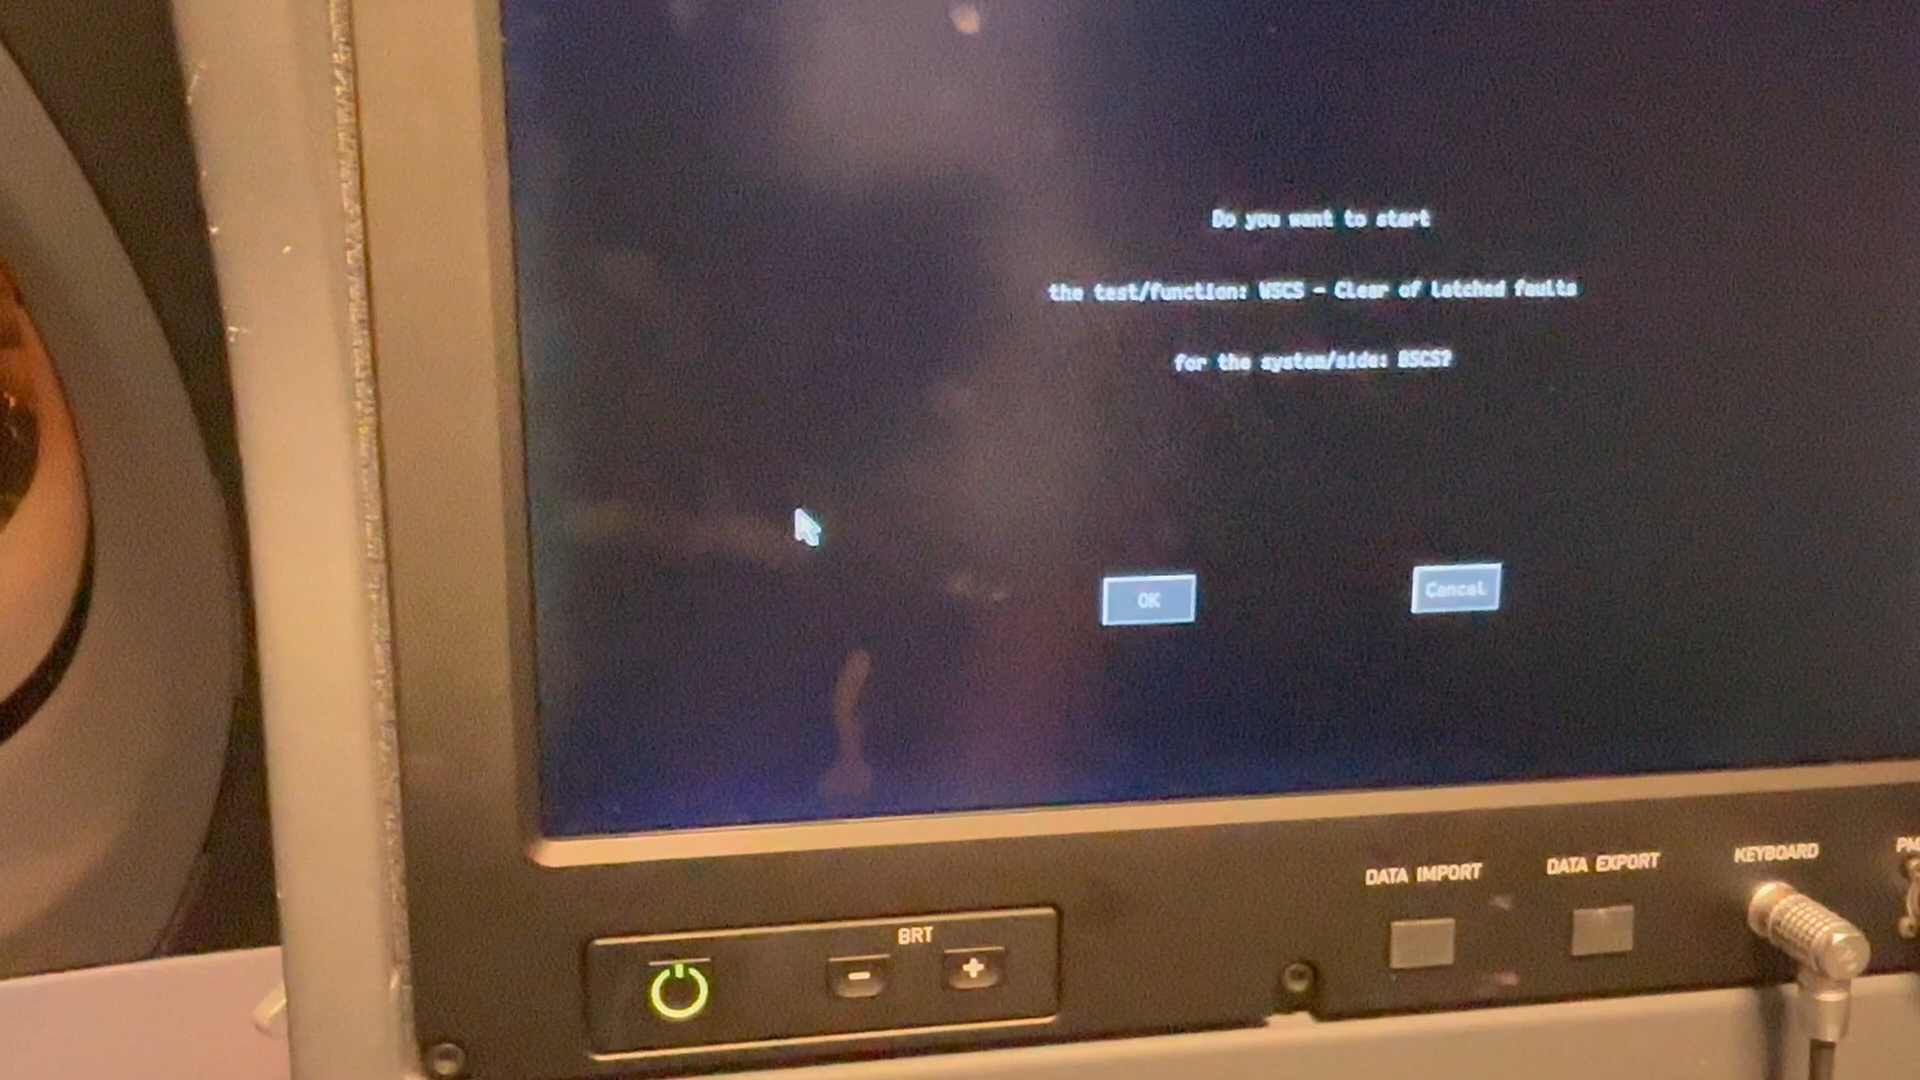 Do you want to start
the test/function: WSCS - Clear of latched faults
for the system/side: BSCS?
OK
Cancel
BRT
-
+
DATA IMPORT
DATA EXPORT
KEYBOARD